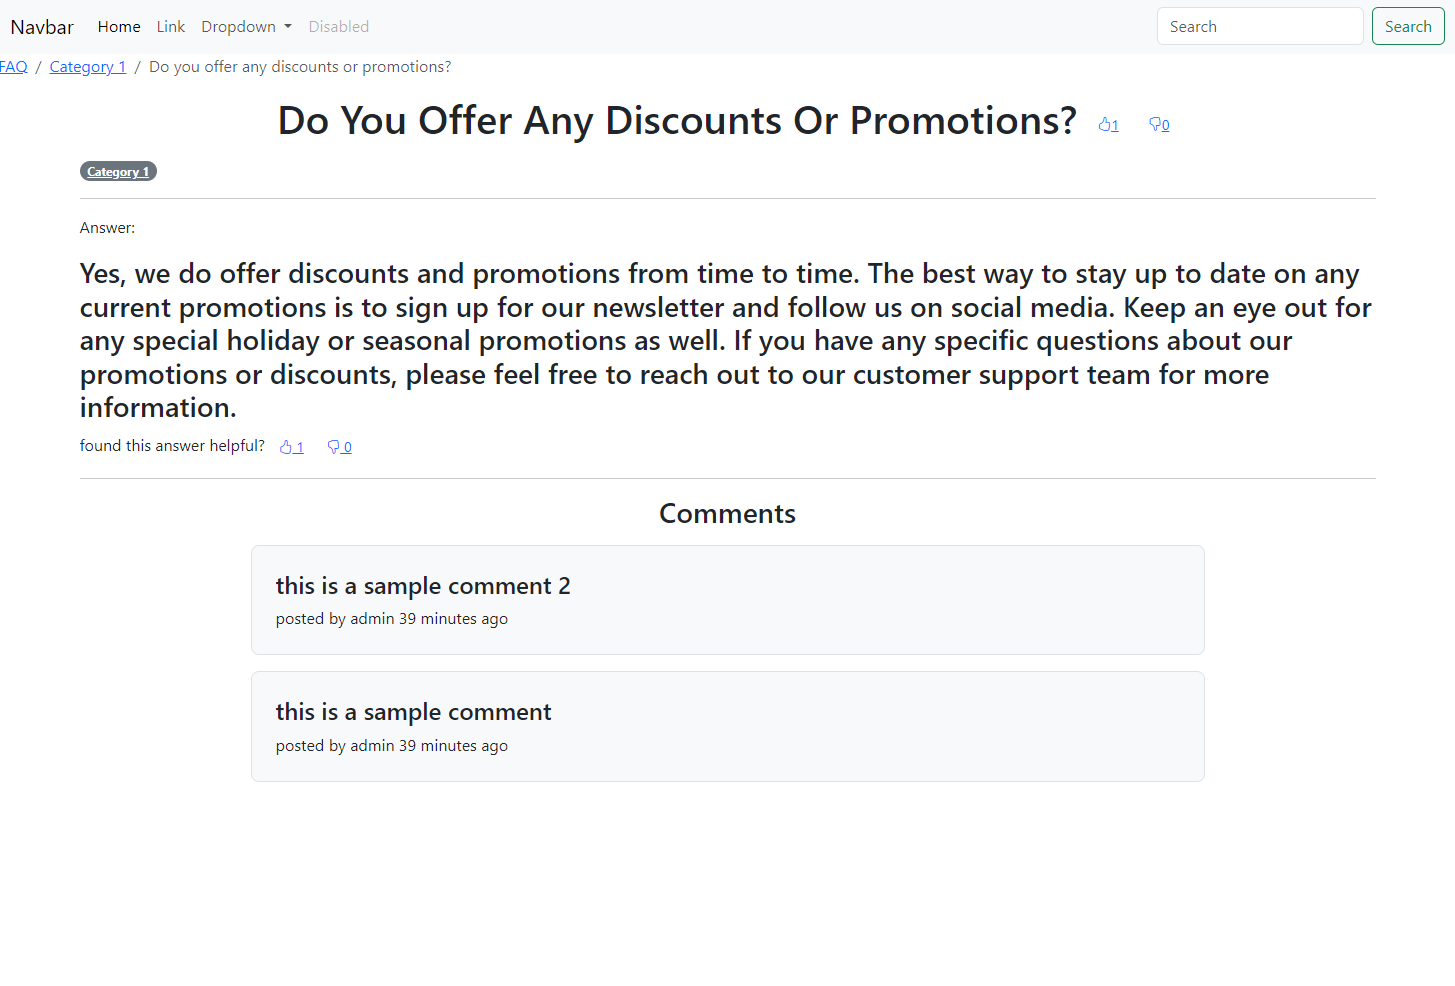 Navbar Home Link Dropdown Disabled Search Search
FAQ / Category 1 / Do you offer any discounts or promotions?
Do You Offer Any Discounts Or Promotions? 1 0
Category 1
Answer:
Yes, we do offer discounts and promotions from time to time. The best way to stay up to date on any
current promotions is to sign up for our newsletter and follow us on social media. Keep an eye out for
any special holiday or seasonal promotions as well. If you have any specific questions about our
promotions or discounts, please feel free to reach out to our customer support team for more
information.
found this answer helpful? 1 0
Comments
this is a sample comment 2
posted by admin 39 minutes ago
this is a sample comment
posted by admin 39 minutes ago